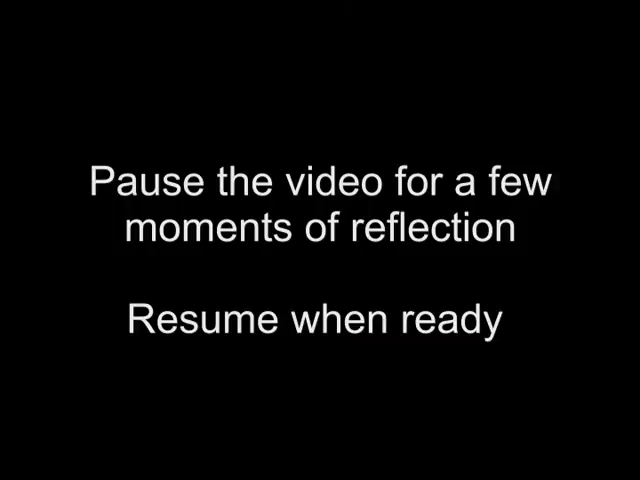 Pause the video for a few
moments of reflection
Resume when ready